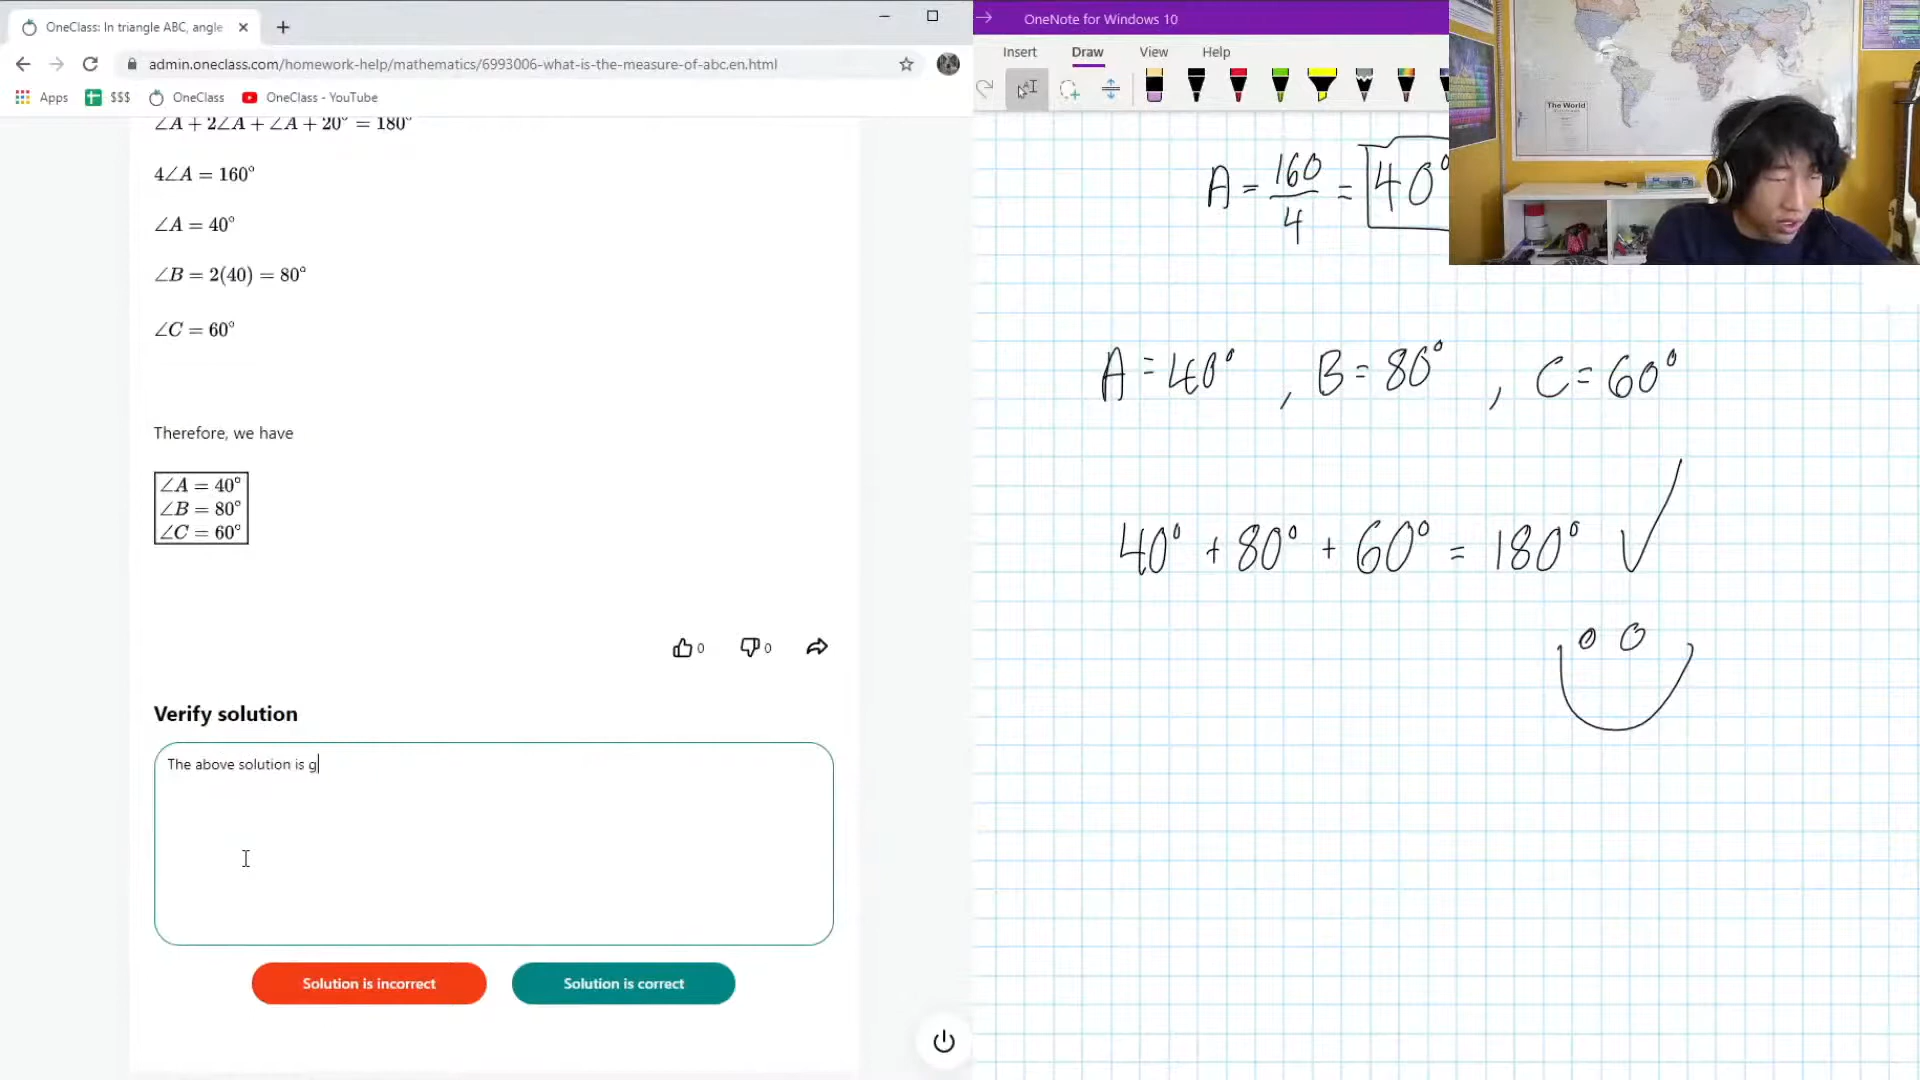 OneClass: In triangle ABC, angle
admin.oneclass.com/homework-help/mathematics/6993006-what-is-the-measure-of-abc.en.html
Apps $$$ OneClass OneClass - YouTube
∠A + 2∠A + ∠A + 20° = 180°
4∠A = 160°
∠A = 40°
∠B = 2(40) = 80°
∠C = 60°
Therefore, we have
∠A = 40°
∠B = 80°
∠C = 60°
0 0
Verify solution
The above solution is g
Solution is incorrect Solution is correct
OneNote for Windows 10
Insert Draw View Help
A = 160/4 = 40°
A = 40° , B = 80° , C = 60°
40° + 80° + 60° = 180° ✓
The World